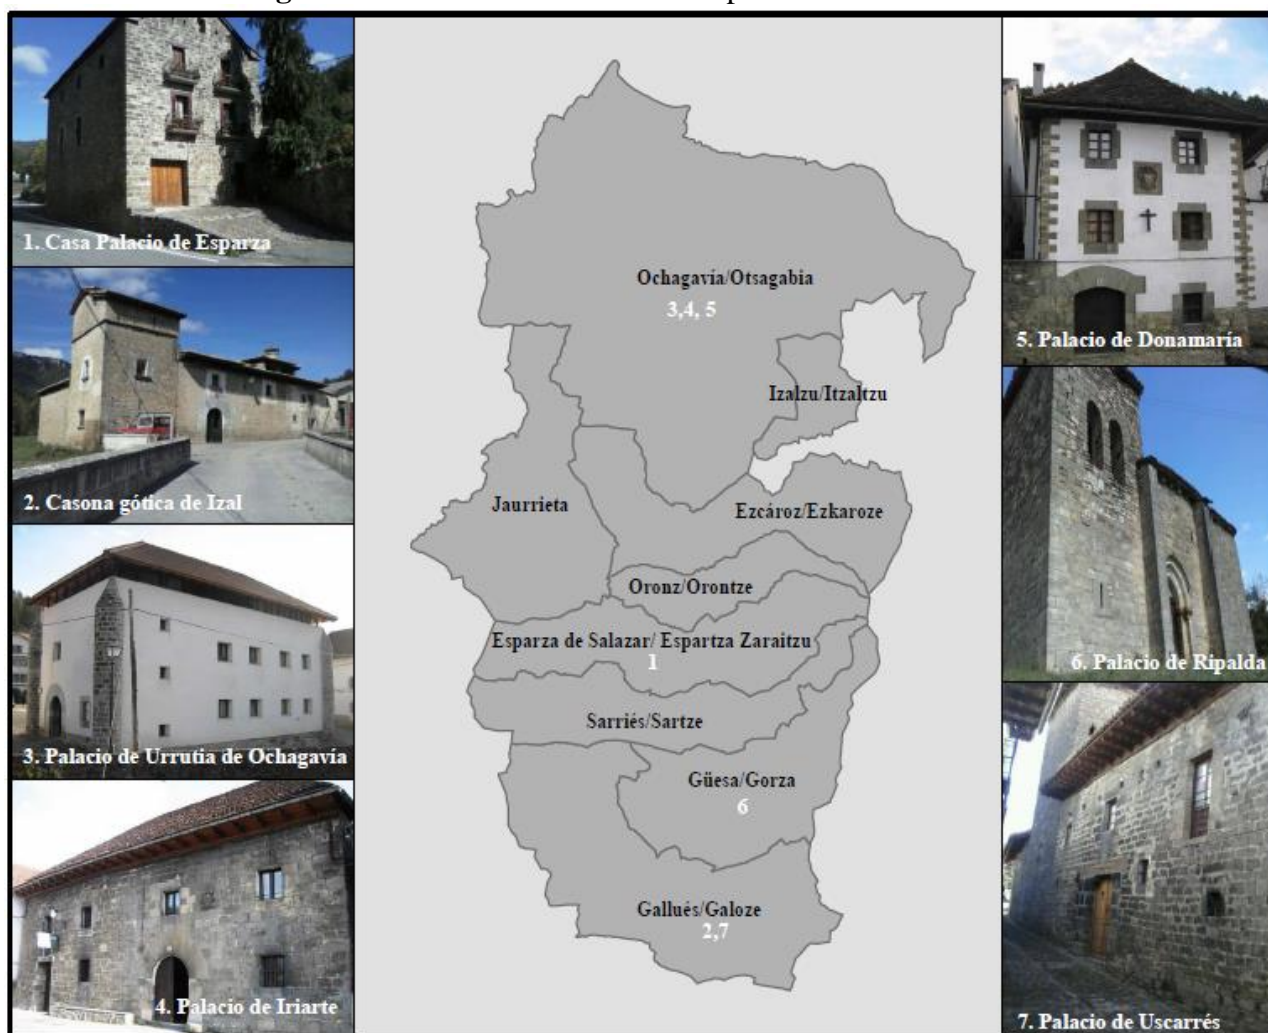 1. Casa Palacio de Esparza
2. Casona gótica de Izal
3. Palacio de Urrutia de Ochagavía
4. Palacio de Iriarte
Ochagavía/Otsagabia
3,4, 5
Izalzu/Itzaltzu
Jaurrieta
Ezcároz/Ezkaroze
Oronz/Orontze
Esparza de Salazar/ Espartza Zaraitzu
1
Sarriés/Sartze
Güesa/Gorza
6
Gallués/Galoze
2,7
5. Palacio de Donamaría
6. Palacio de Ripalda
7. Palacio de Uscarrés